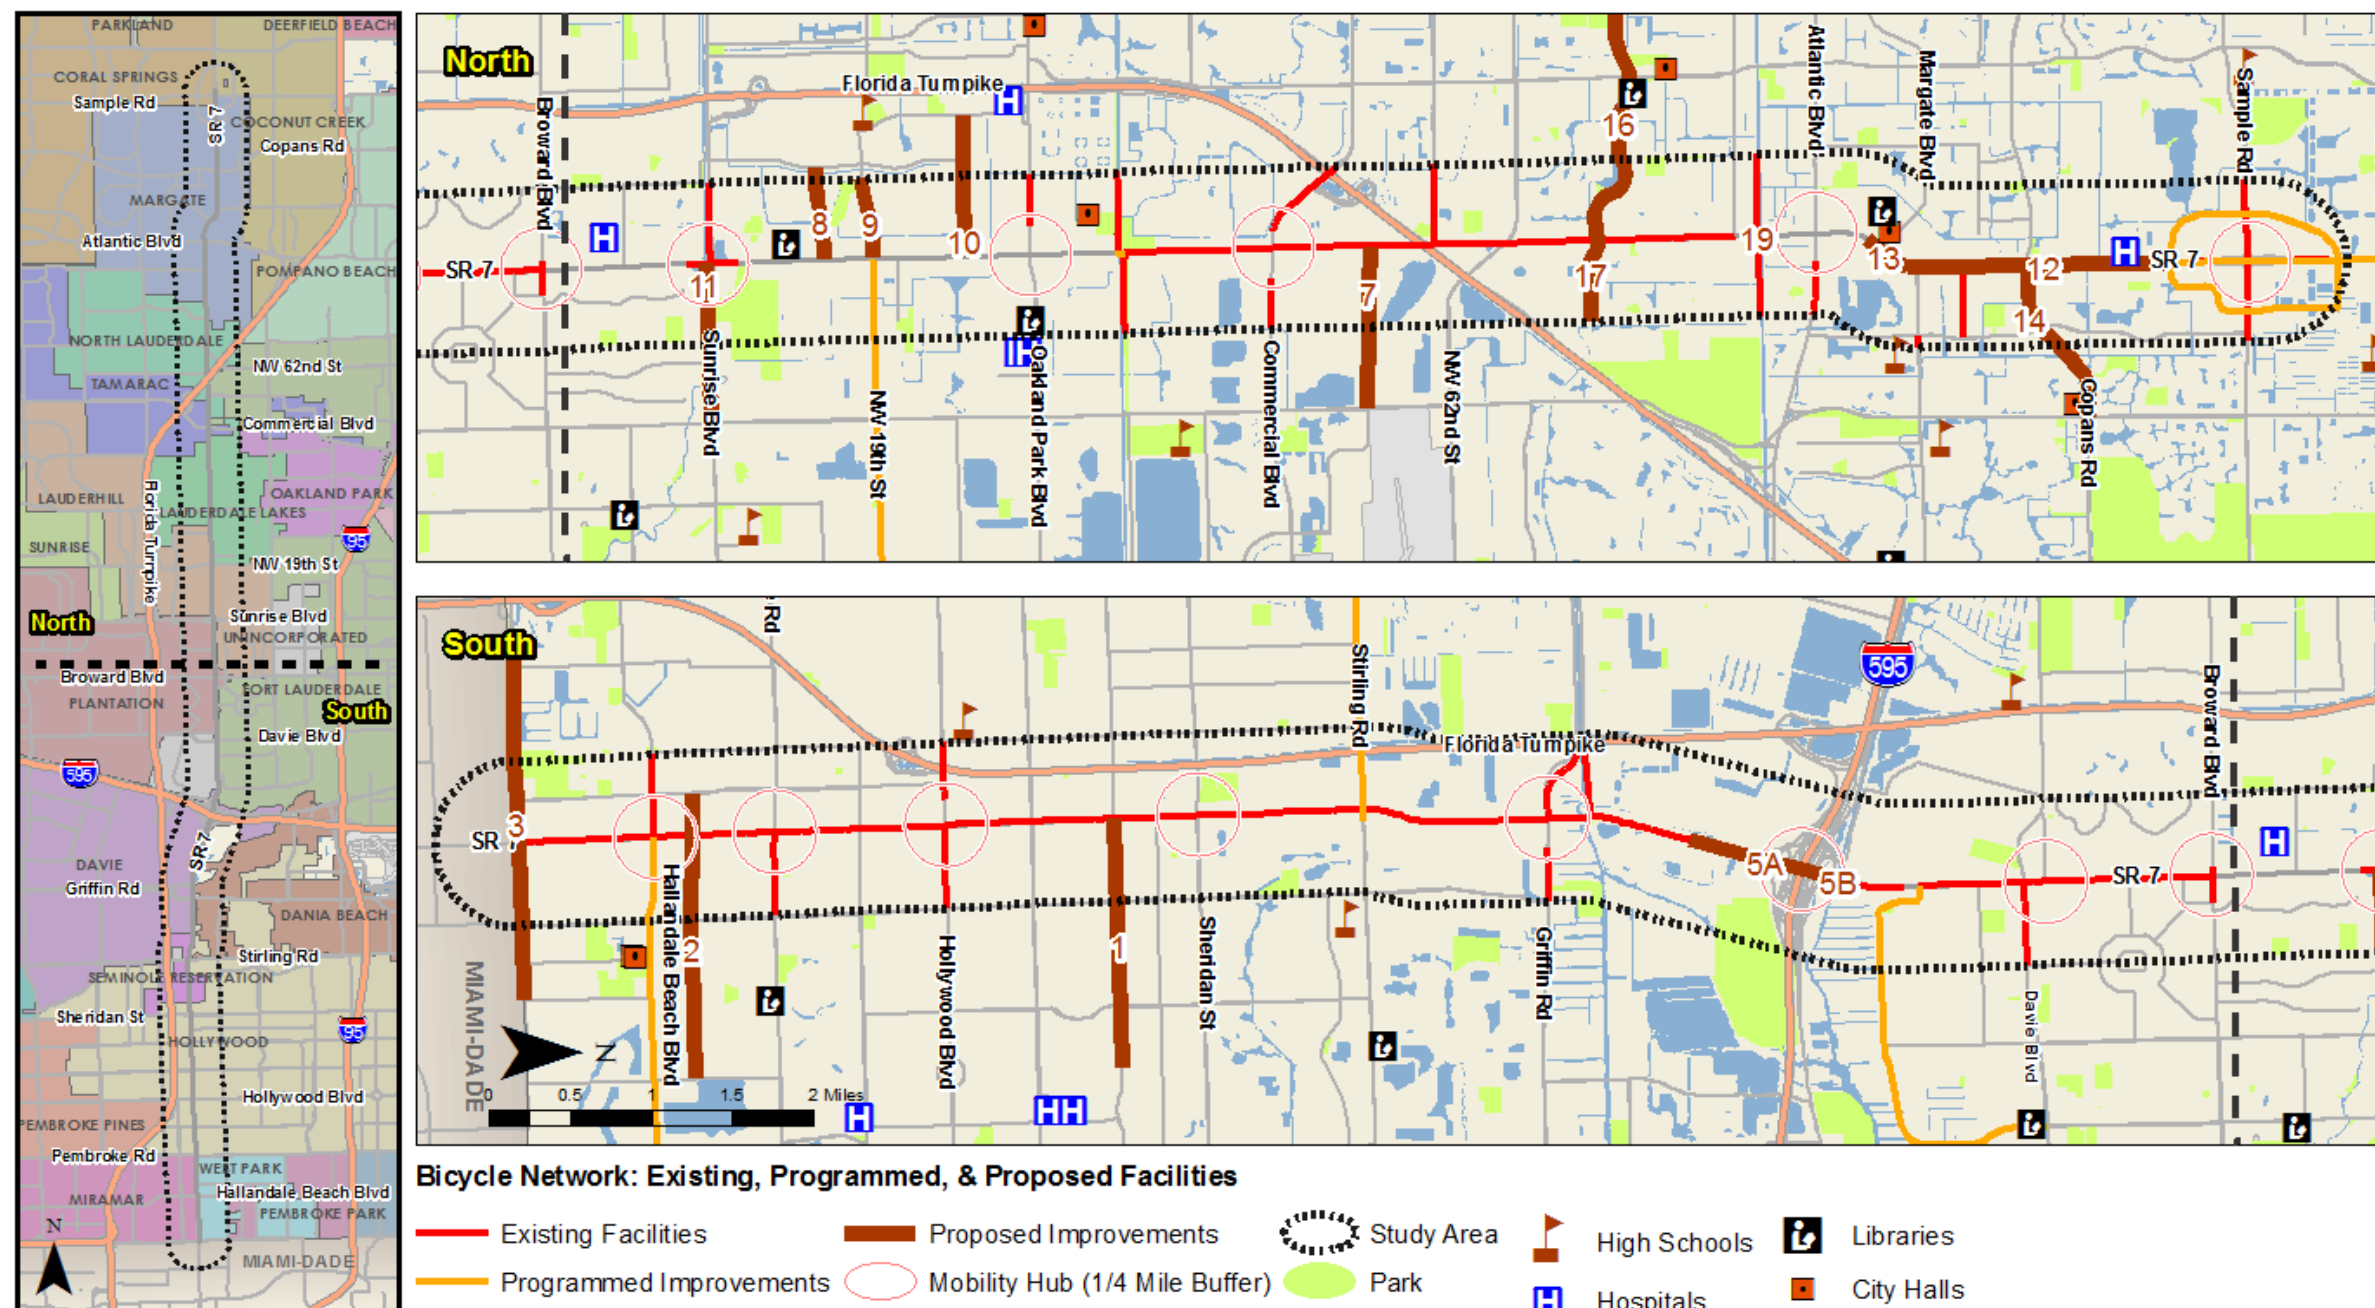 PARKLAND
DEERFIELD BEACH
CORAL SPRINGS
Sample Rd
SR 7
COCONUT CREEK
Copans Rd
MARGATE
Atlantic Blvd
POMPANO BEACH
NORTH LAUDERDALE
NW 62nd St
TAMARAC
Commercial Blvd
LAUDERHILL
OAKLAND PARK
LAUDERDALE LAKES
Florida Turnpike
95
SUNRISE
NW 19th St
Sunrise Blvd
North
UNINCORPORATED
Broward Blvd
FORT LAUDERDALE
PLANTATION
South
Davie Blvd
595
SR 7
DAVIE
Griffin Rd
DANIA BEACH
Stirling Rd
SEMINOLE RESERVATION
Sheridan St
95
HOLLYWOOD
Hollywood Blvd
PEMBROKE PINES
Pembroke Rd
WEST PARK
MIRAMAR
Hallandale Beach Blvd
PEMBROKE PARK
N
MIAMI-DADE
North
Florida Turnpike
H
Broward Blvd
Atlantic Blvd
Margate Blvd
Sample Rd
16
8
9
10
H
19
13
H
SR 7
SR 7
11
7
17
12
14
H
Sunrise Blvd
NW 19th St
Oakland Park Blvd
Commercial Blvd
NW 62nd St
Copans Rd
South
Rd
Stirling Rd
595
Broward Blvd
Florida Turnpike
3
SR
5A
5B
SR 7
H
Hallandale Beach Blvd
2
Hollywood Blvd
1
Sheridan St
Griffin Rd
Davie Blvd
MIAMI-DADE
N
0 0.5 1 1.5 2 Miles
H
HH
Bicycle Network: Existing, Programmed, & Proposed Facilities
Existing Facilities
Proposed Improvements
Study Area
High Schools
Libraries
Programmed Improvements
Mobility Hub (1/4 Mile Buffer)
Park
H
Hospitals
City Halls